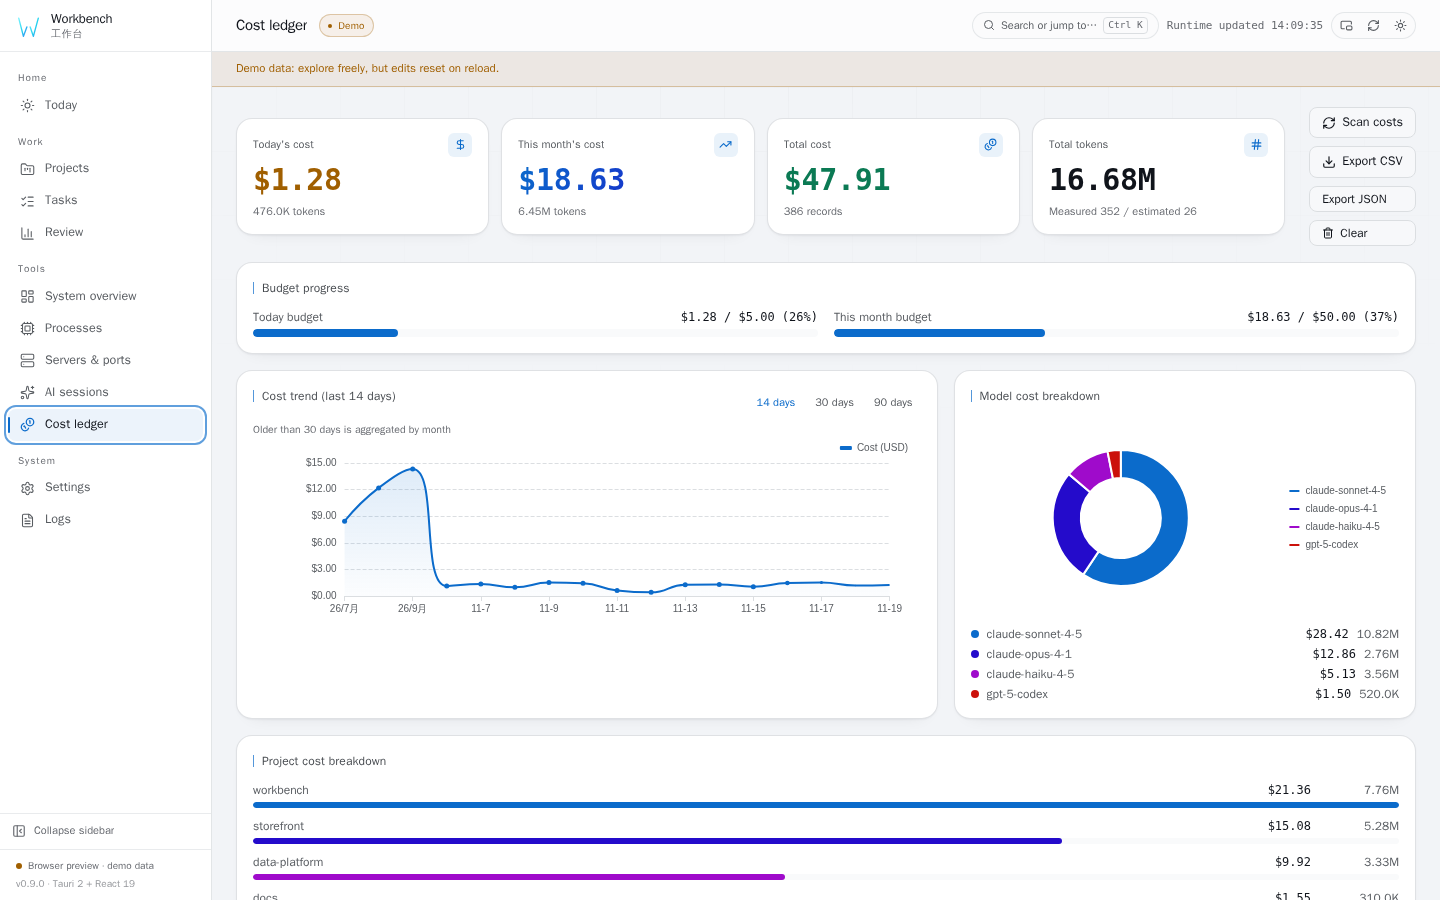 Workbench
工作台
Home
Today
Work
Projects
Tasks
Review
Tools
System overview
Processes
Servers & ports
AI sessions
Cost ledger
System
Settings
Logs
Collapse sidebar
Browser preview · demo data
v0.9.0 · Tauri 2 + React 19
Cost ledger
Demo
Search or jump to···
Ctrl K
Runtime updated 14:09:35
Demo data: explore freely, but edits reset on reload.
Today's cost
$1.28
476.0K tokens
This month's cost
$18.63
6.45M tokens
Total cost
$47.91
386 records
Total tokens
16.68M
Measured 352 / estimated 26
Scan costs
Export CSV
Export JSON
Clear
Budget progress
Today budget
$1.28 / $5.00 (26%)
This month budget
$18.63 / $50.00 (37%)
Cost trend (last 14 days)
14 days
30 days
90 days
Older than 30 days is aggregated by month
Cost (USD)
$15.00
$12.00
$9.00
$6.00
$3.00
$0.00
26/7月
26/9月
11-7
11-9
11-11
11-13
11-15
11-17
11-19
Model cost breakdown
claude-sonnet-4-5
claude-opus-4-1
claude-haiku-4-5
gpt-5-codex
claude-sonnet-4-5 $28.42 10.82M
claude-opus-4-1 $12.86 2.76M
claude-haiku-4-5 $5.13 3.56M
gpt-5-codex $1.50 520.0K
Project cost breakdown
workbench $21.36 7.76M
storefront $15.08 5.28M
data-platform $9.92 3.33M
docs $1.55 310.0K